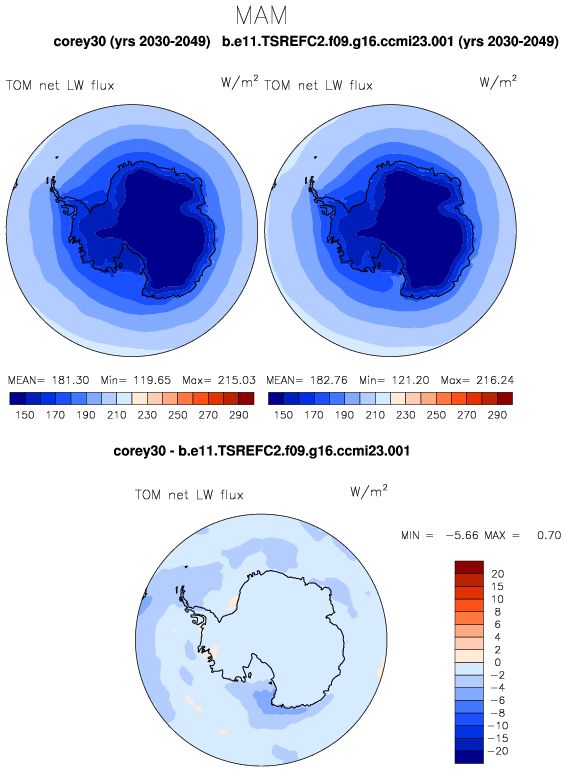 MAM
corey30 (yrs 2030-2049) b.e11.TSREFC2.f09.g16.ccmi23.001 (yrs 2030-2049)
TOM net LW flux W/m² TOM net LW flux W/m²
MEAN= 181.30 Min= 119.65 Max= 215.03 MEAN= 182.76 Min= 121.20 Max= 216.24
150 170 190 210 230 250 270 290 150 170 190 210 230 250 270 290
corey30 - b.e11.TSREFC2.f09.g16.ccmi23.001
TOM net LW flux W/m²
MIN = -5.66 MAX = 0.70
20
15
10
8
6
4
2
0
-2
-4
-6
-8
-10
-15
-20